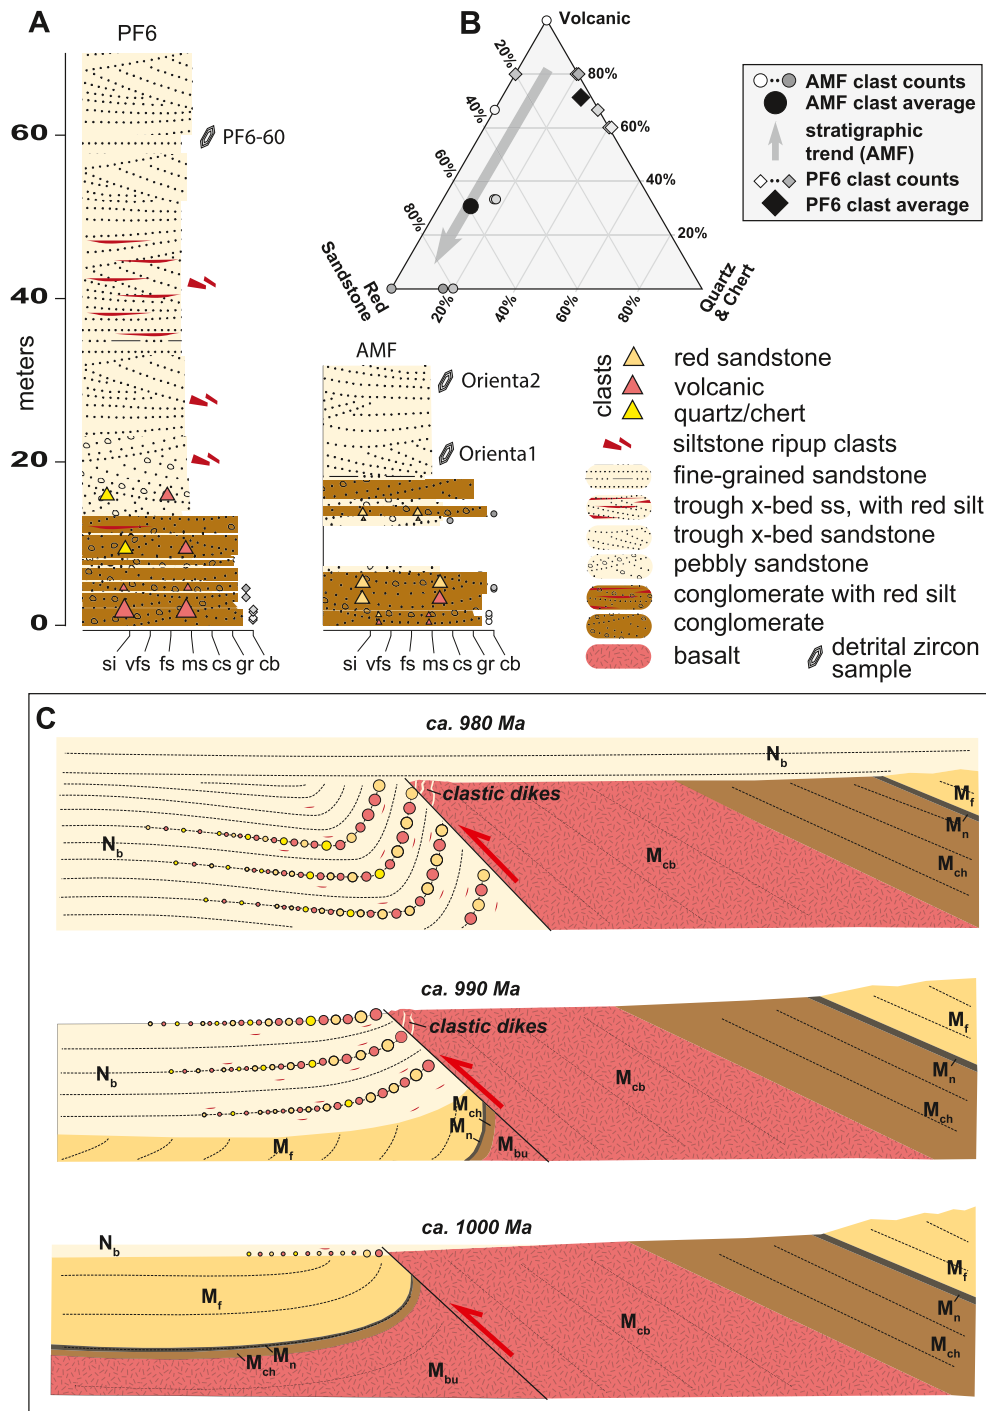 A
PF6
60
PF6-60
40
meters
20
0
si vfs fs ms cs gr cb
AMF
Orienta2
Orienta1
si vfs fs ms cs gr cb
B
Volcanic
20%
40%
60%
80%
80%
60%
40%
20%
Red
Sandstone
20%
40%
60%
80%
Quartz
& Chert
AMF clast counts
AMF clast average
stratigraphic
trend (AMF)
PF6 clast counts
PF6 clast average
clasts
red sandstone
volcanic
quartz/chert
siltstone ripup clasts
fine-grained sandstone
trough x-bed ss, with red silt
trough x-bed sandstone
pebbly sandstone
conglomerate with red silt
conglomerate
basalt
detrital zircon
sample
C
ca. 980 Ma
Nb
clastic dikes
Nb
Mcb
Mf
Mn
Mch
ca. 990 Ma
clastic dikes
Nb
Mf
Mch
Mn
Mbu
Mcb
Mf
Mn
Mch
ca. 1000 Ma
Nb
Mf
Mch
Mn
Mbu
Mcb
Mf
Mn
Mch